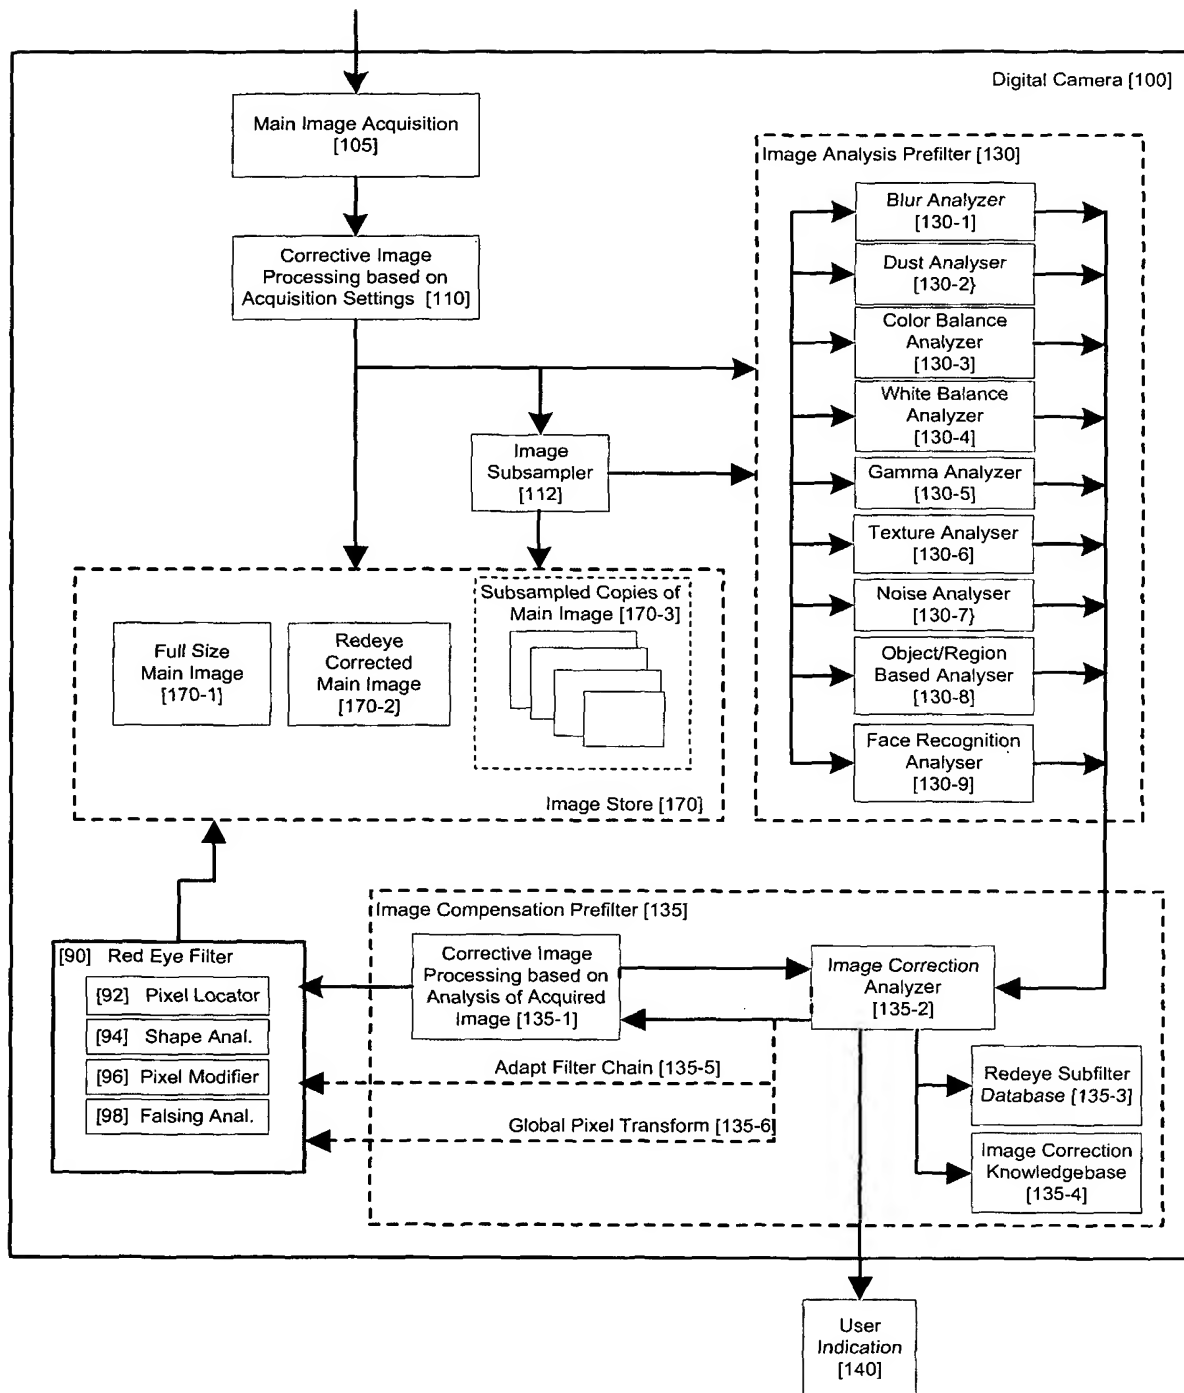 Digital Camera [100]
Main Image Acquisition
[105]
Corrective Image
Processing based on
Acquisition Settings [110]
Image Analysis Prefilter [130]
Blur Analyzer
[130-1]
Dust Analyser
[130-2}
Color Balance
Analyzer
[130-3]
White Balance
Analyzer
[130-4]
Gamma Analyzer
[130-5]
Texture Analyser
[130-6]
Noise Analyser
[130-7}
Object/Region
Based Analyser
[130-8]
Face Recognition
Analyser
[130-9]
Image
Subsampler
[112]
Full Size
Main Image
[170-1]
Redeye
Corrected
Main Image
[170-2]
Subsampled Copies of
Main Image [170-3]
Image Store [170]
Image Compensation Prefilter [135]
[90] Red Eye Filter
[92] Pixel Locator
[94] Shape Anal.
[96] Pixel Modifier
[98] Falsing Anal.
Corrective Image
Processing based on
Analysis of Acquired
Image [135-1]
Image Correction
Analyzer
[135-2]
Adapt Filter Chain [135-5]
Global Pixel Transform [135-6]
Redeye Subfilter
Database [135-3]
Image Correction
Knowledgebase
[135-4]
User
Indication
[140]